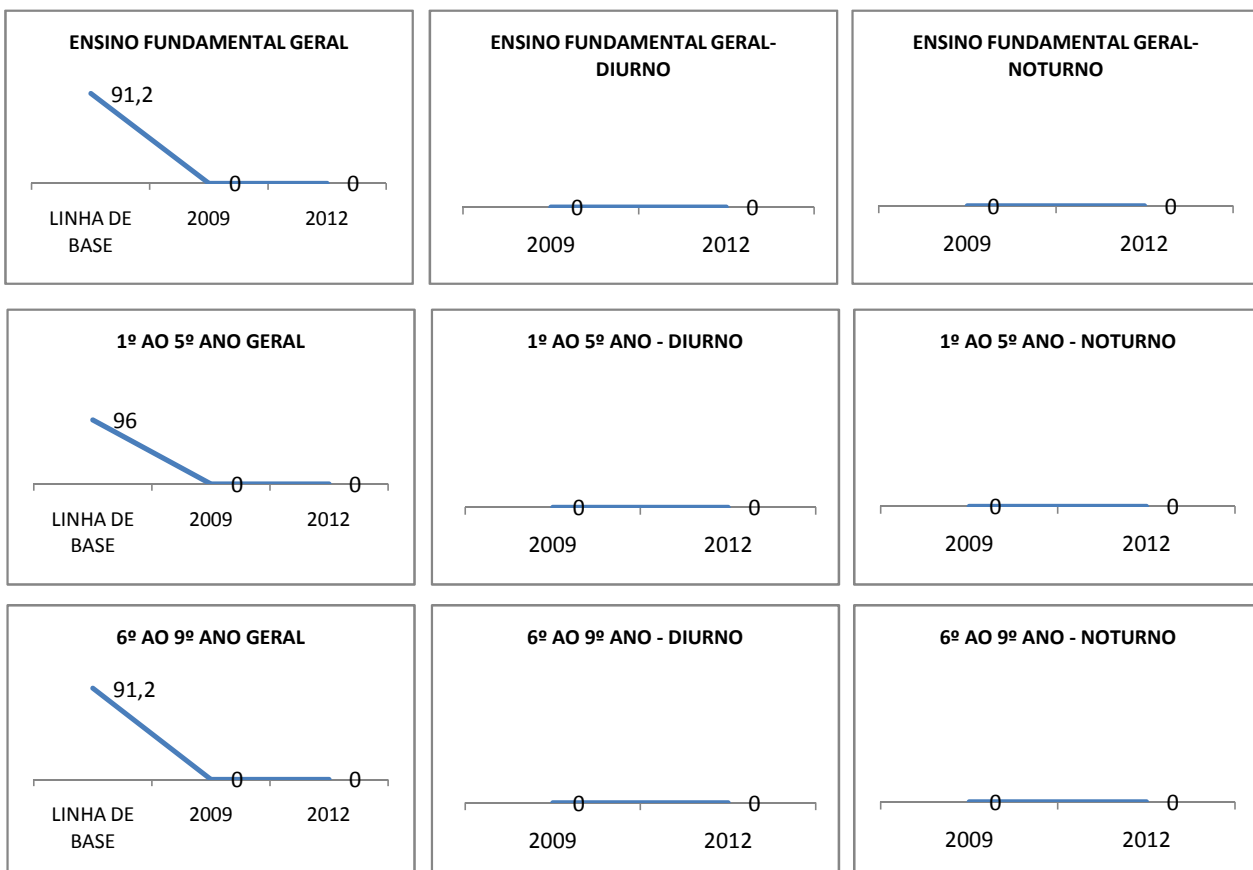 ENSINO FUNDAMENTAL GERAL
91,2
0
0
LINHA DE
BASE
2009
2012
ENSINO FUNDAMENTAL GERAL-
DIURNO
0
0
2009
2012
ENSINO FUNDAMENTAL GERAL-
NOTURNO
0
0
2009
2012
1º AO 5º ANO GERAL
96
0
0
LINHA DE
BASE
2009
2012
1º AO 5º ANO - DIURNO
0
0
2009
2012
1º AO 5º ANO - NOTURNO
0
0
2009
2012
6º AO 9º ANO GERAL
91,2
0
0
LINHA DE
BASE
2009
2012
6º AO 9º ANO - DIURNO
0
0
2009
2012
6º AO 9º ANO - NOTURNO
0
0
2009
2012